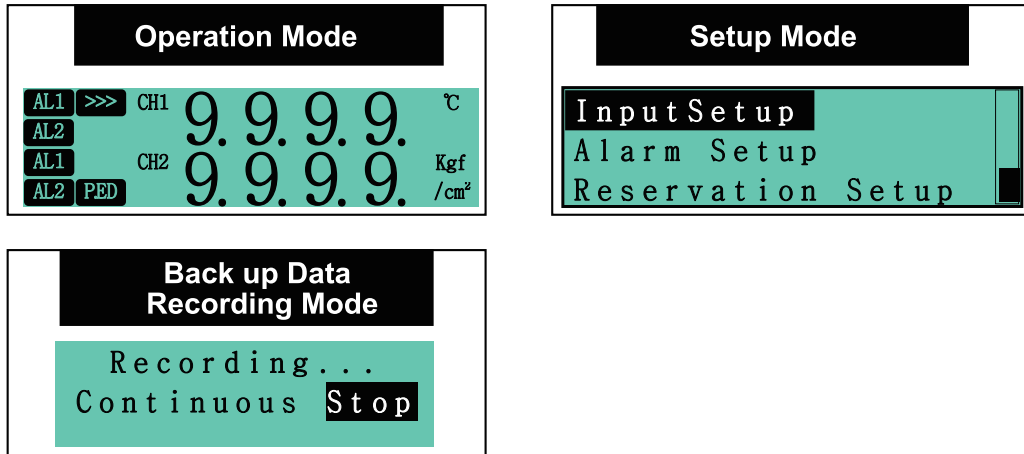 Operation Mode
AL1 >>> CH1 9.9.9.9. ℃
AL2
AL1 CH2 9.9.9.9. Kgf
AL2 PED /cm²
Setup Mode
InputSetup
Alarm Setup
Reservation Setup
Back up Data
Recording Mode
Recording...
Continuous Stop